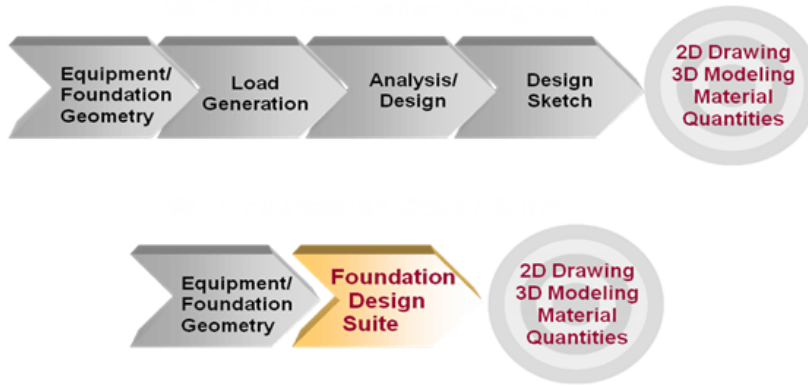 Equipment/
Foundation
Geometry
Load
Generation
Analysis/
Design
Design
Sketch
2D Drawing
3D Modeling
Material
Quantities
Equipment/
Foundation
Geometry
Foundation
Design
Suite
2D Drawing
3D Modeling
Material
Quantities